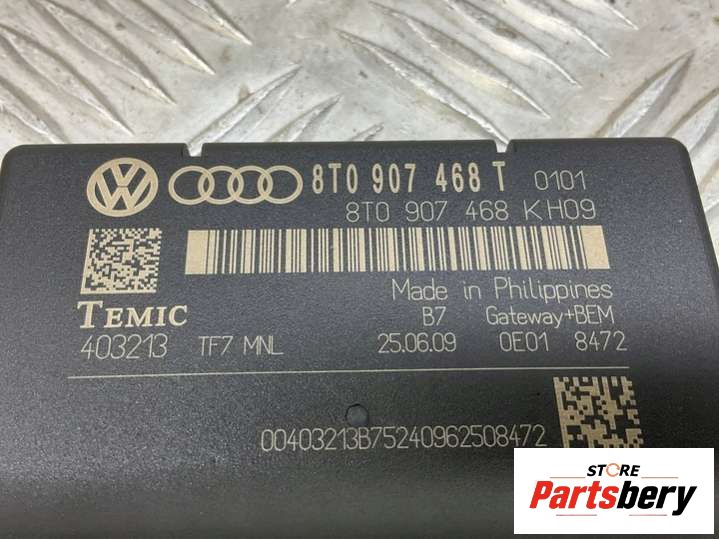 8T0 907 468 T 0101
8T0 907 468 KH09
Made in Philippines
TEMIC
B7 Gateway+BEM
403213 TF7 MNL 25.06.09 0E01 8472
00403213B75240962508472
STORE
Partsbery